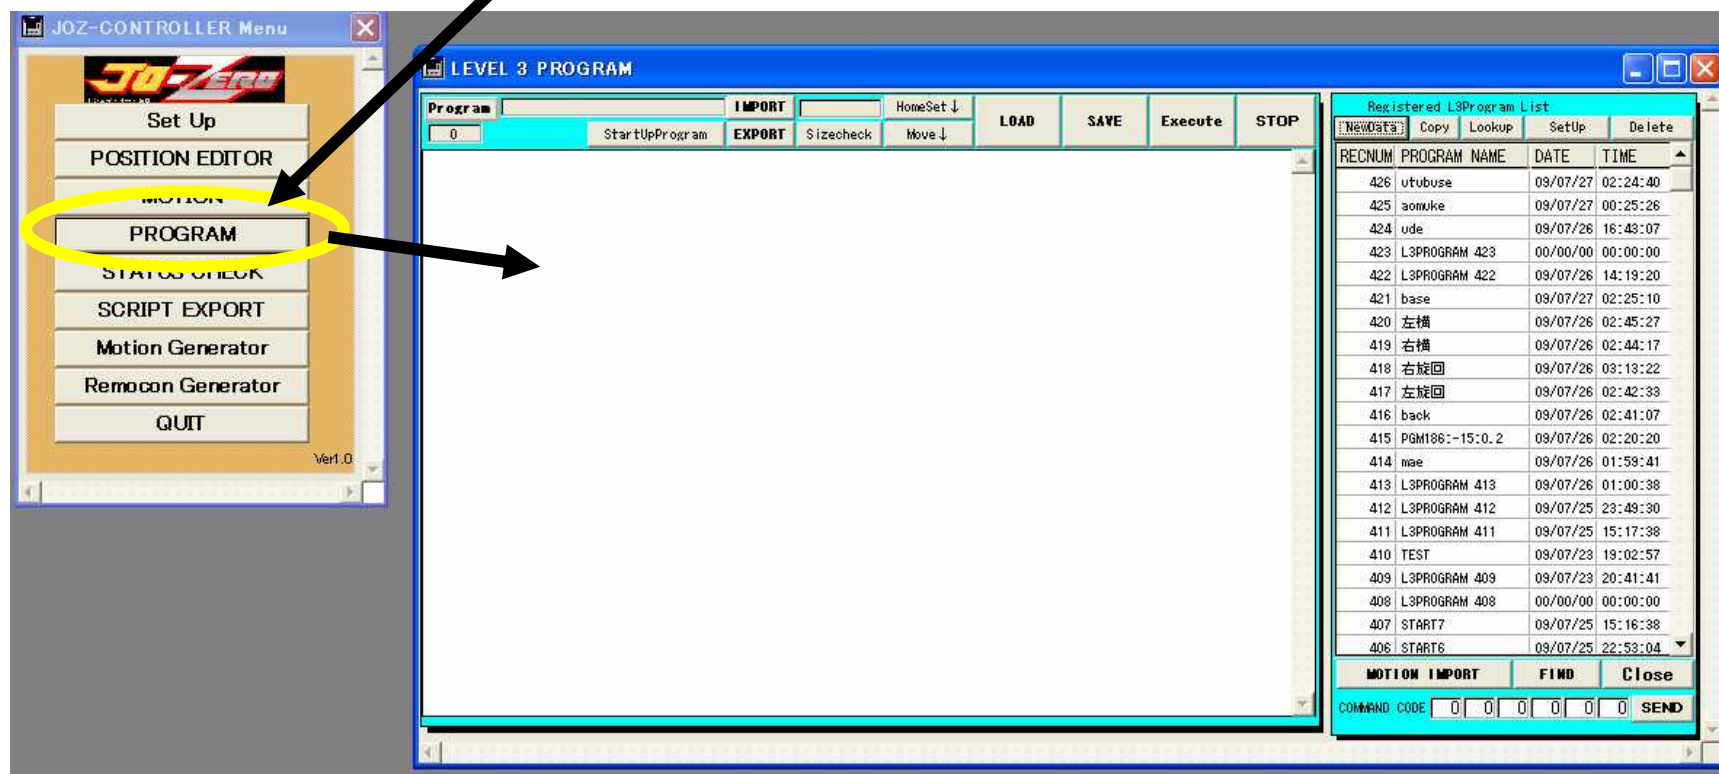 JOZ-CONTROLLER Menu
JO-ZERO
Set Up
POSITION EDITOR
MOTION
PROGRAM
STATUS CHECK
SCRIPT EXPORT
Motion Generator
Remocon Generator
QUIT
Ver1.0
LEVEL 3 PROGRAM
Program IMPORT HomeSet↓ LOAD SAVE Execute STOP
0 StartUpProgram EXPORT Sizecheck Move↓
Registered L3Program List
NewData Copy Lookup SetUp Delete
RECNUM PROGRAM NAME DATE TIME
426 utubuse 09/07/27 02:24:40
425 aomuke 09/07/27 00:25:26
424 ude 09/07/26 16:43:07
423 L3PROGRAM 423 00/00/00 00:00:00
422 L3PROGRAM 422 09/07/26 14:19:20
421 base 09/07/27 02:25:10
420 左横 09/07/26 02:45:27
419 右横 09/07/26 02:44:17
418 右旋回 09/07/26 03:13:22
417 左旋回 09/07/26 02:42:33
416 back 09/07/26 02:41:07
415 PGM186:-15:0.2 09/07/26 02:20:20
414 mae 09/07/26 01:59:41
413 L3PROGRAM 413 09/07/26 01:00:38
412 L3PROGRAM 412 09/07/25 23:49:30
411 L3PROGRAM 411 09/07/25 15:17:38
410 TEST 09/07/23 19:02:57
409 L3PROGRAM 409 09/07/23 20:41:41
408 L3PROGRAM 408 00/00/00 00:00:00
407 START7 09/07/25 15:16:38
406 START6 09/07/25 22:53:04
MOTION IMPORT FIND Close
COMMAND CODE 0 0 0 0 0 0 SEND